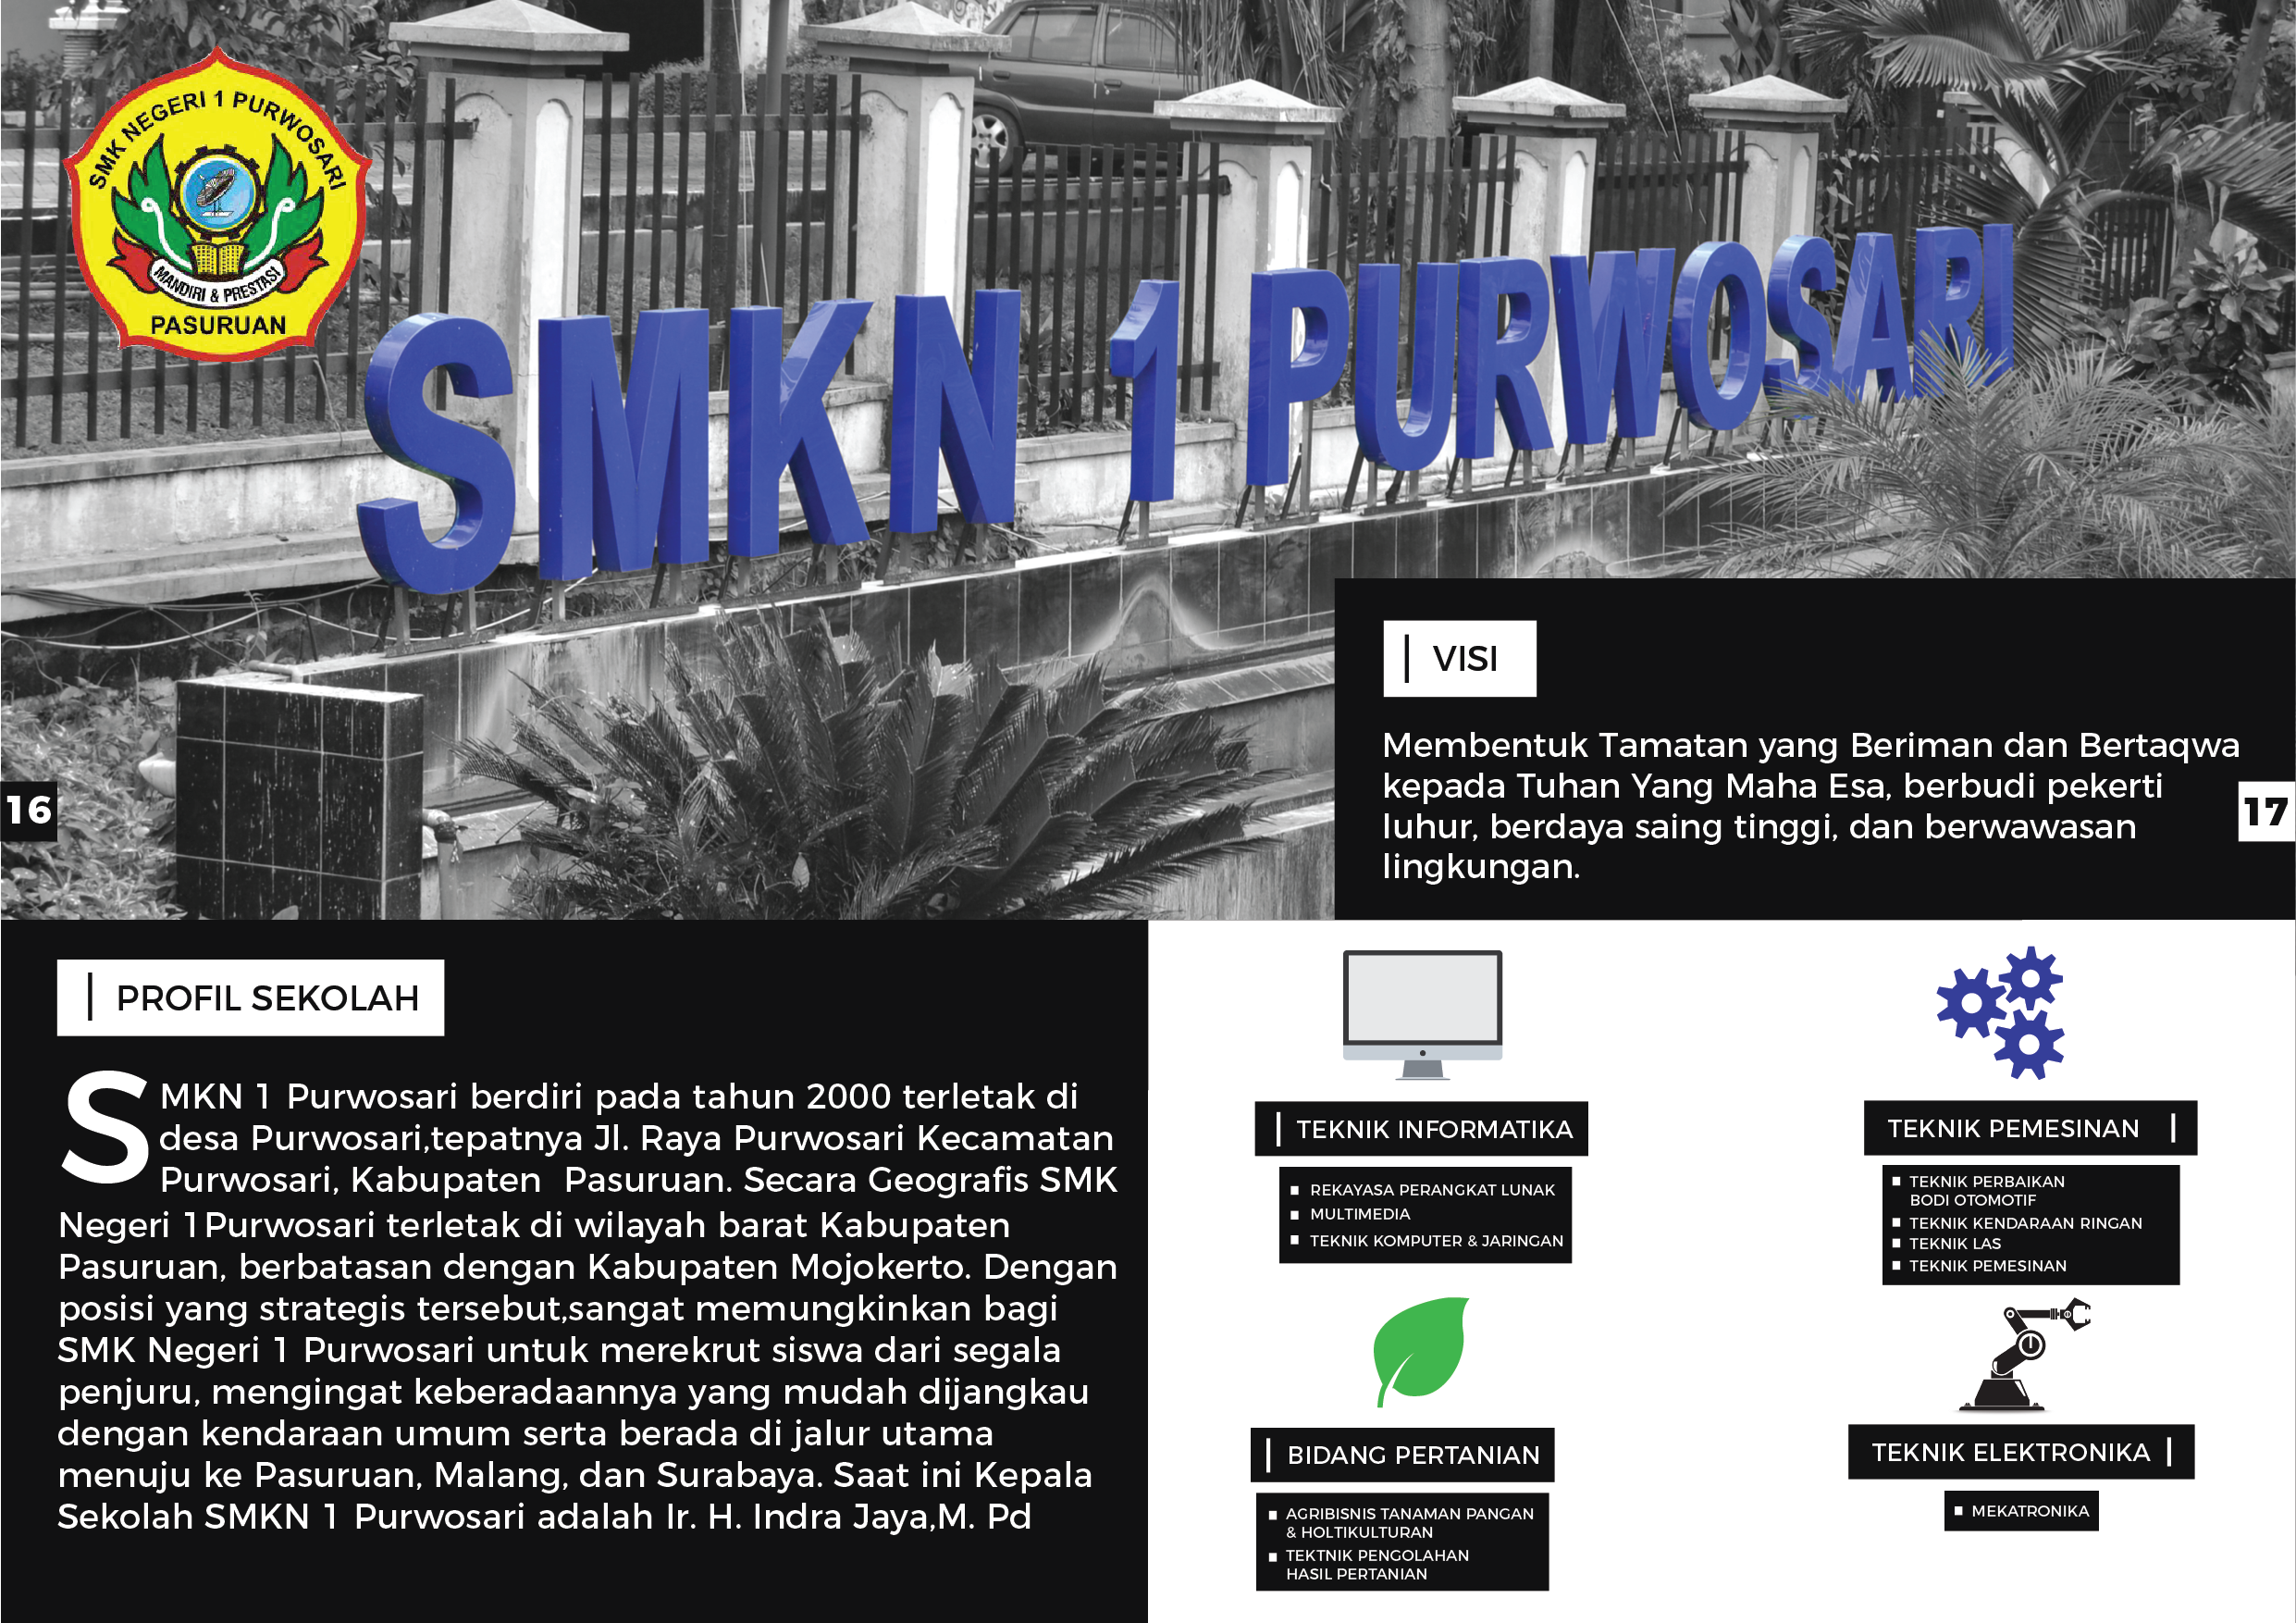 SMK NEGERI 1 PURWOSARI
MANDIRI & PRESTASI
PASURUAN
SMKN 1 PURWOSARI
VISI
Membentuk Tamatan yang Beriman dan Bertaqwa
kepada Tuhan Yang Maha Esa, berbudi pekerti
luhur, berdaya saing tinggi, dan berwawasan
lingkungan.
16
17
PROFIL SEKOLAH
SMKN 1 Purwosari berdiri pada tahun 2000 terletak di
desa Purwosari,tepatnya Jl. Raya Purwosari Kecamatan
Purwosari, Kabupaten Pasuruan. Secara Geografis SMK
Negeri 1 Purwosari terletak di wilayah barat Kabupaten
Pasuruan, berbatasan dengan Kabupaten Mojokerto. Dengan
posisi yang strategis tersebut,sangat memungkinkan bagi
SMK Negeri 1 Purwosari untuk merekrut siswa dari segala
penjuru, mengingat keberadaannya yang mudah dijangkau
dengan kendaraan umum serta berada di jalur utama
menuju ke Pasuruan, Malang, dan Surabaya. Saat ini Kepala
Sekolah SMKN 1 Purwosari adalah Ir. H. Indra Jaya,M. Pd
TEKNIK INFORMATIKA
REKAYASA PERANGKAT LUNAK
MULTIMEDIA
TEKNIK KOMPUTER & JARINGAN
TEKNIK PEMESINAN
TEKNIK PERBAIKAN
BODI OTOMOTIF
TEKNIK KENDARAAN RINGAN
TEKNIK LAS
TEKNIK PEMESINAN
BIDANG PERTANIAN
AGRIBISNIS TANAMAN PANGAN
& HOLTIKULTURAN
TEKTNIK PENGOLAHAN
HASIL PERTANIAN
TEKNIK ELEKTRONIKA
MEKATRONIKA